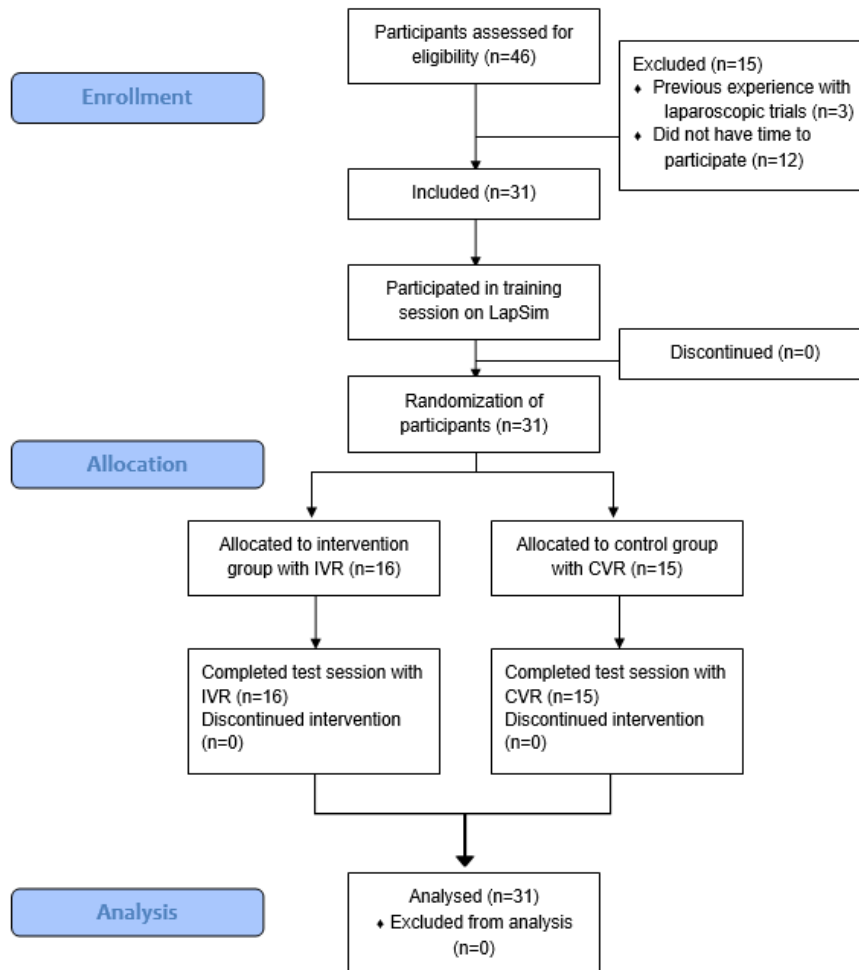 Participants assessed for
eligibility (n=46)
Enrollment
Excluded (n=15)
♦ Previous experience with
laparoscopic trials (n=3)
♦ Did not have time to
participate (n=12)
Included (n=31)
Participated in training
session on LapSim
Discontinued (n=0)
Randomization of
participants (n=31)
Allocation
Allocated to intervention
group with IVR (n=16)
Allocated to control group
with CVR (n=15)
Completed test session with
IVR (n=16)
Discontinued intervention
(n=0)
Completed test session with
CVR (n=15)
Discontinued intervention
(n=0)
Analysis
Analysed (n=31)
♦ Excluded from analysis
(n=0)